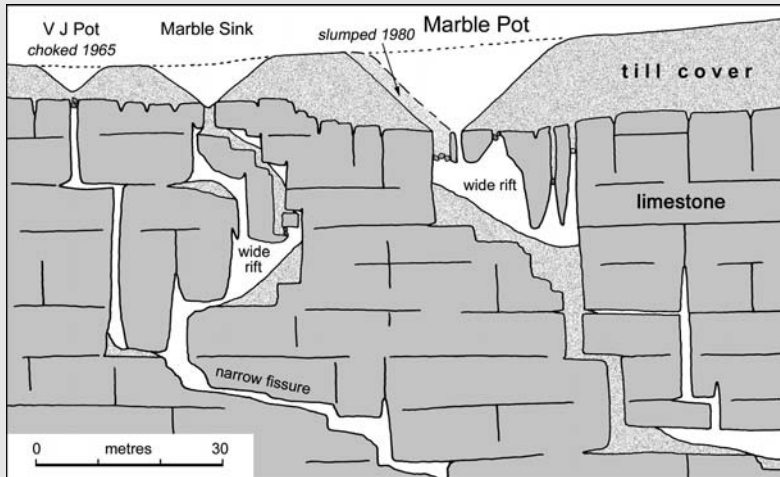 V J Pot
choked 1965
Marble Sink
slumped 1980
Marble Pot
till cover
wide rift
limestone
wide
rift
narrow fissure
0 metres 30